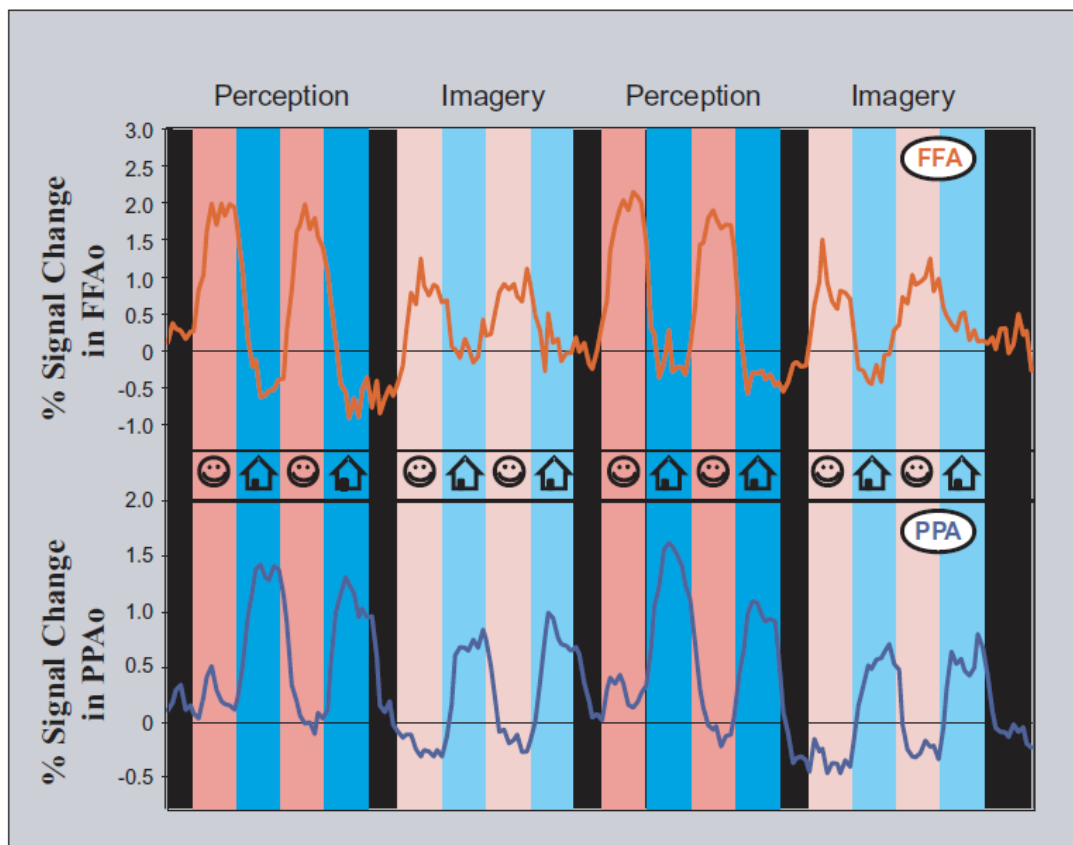 Perception Imagery Perception Imagery
% Signal Change
in FFAo
3.0
2.5
2.0
1.5
1.0
0.5
0
-0.5
-1.0
FFA
% Signal Change
in PPAo
2.0
1.5
1.0
0.5
0
-0.5
PPA